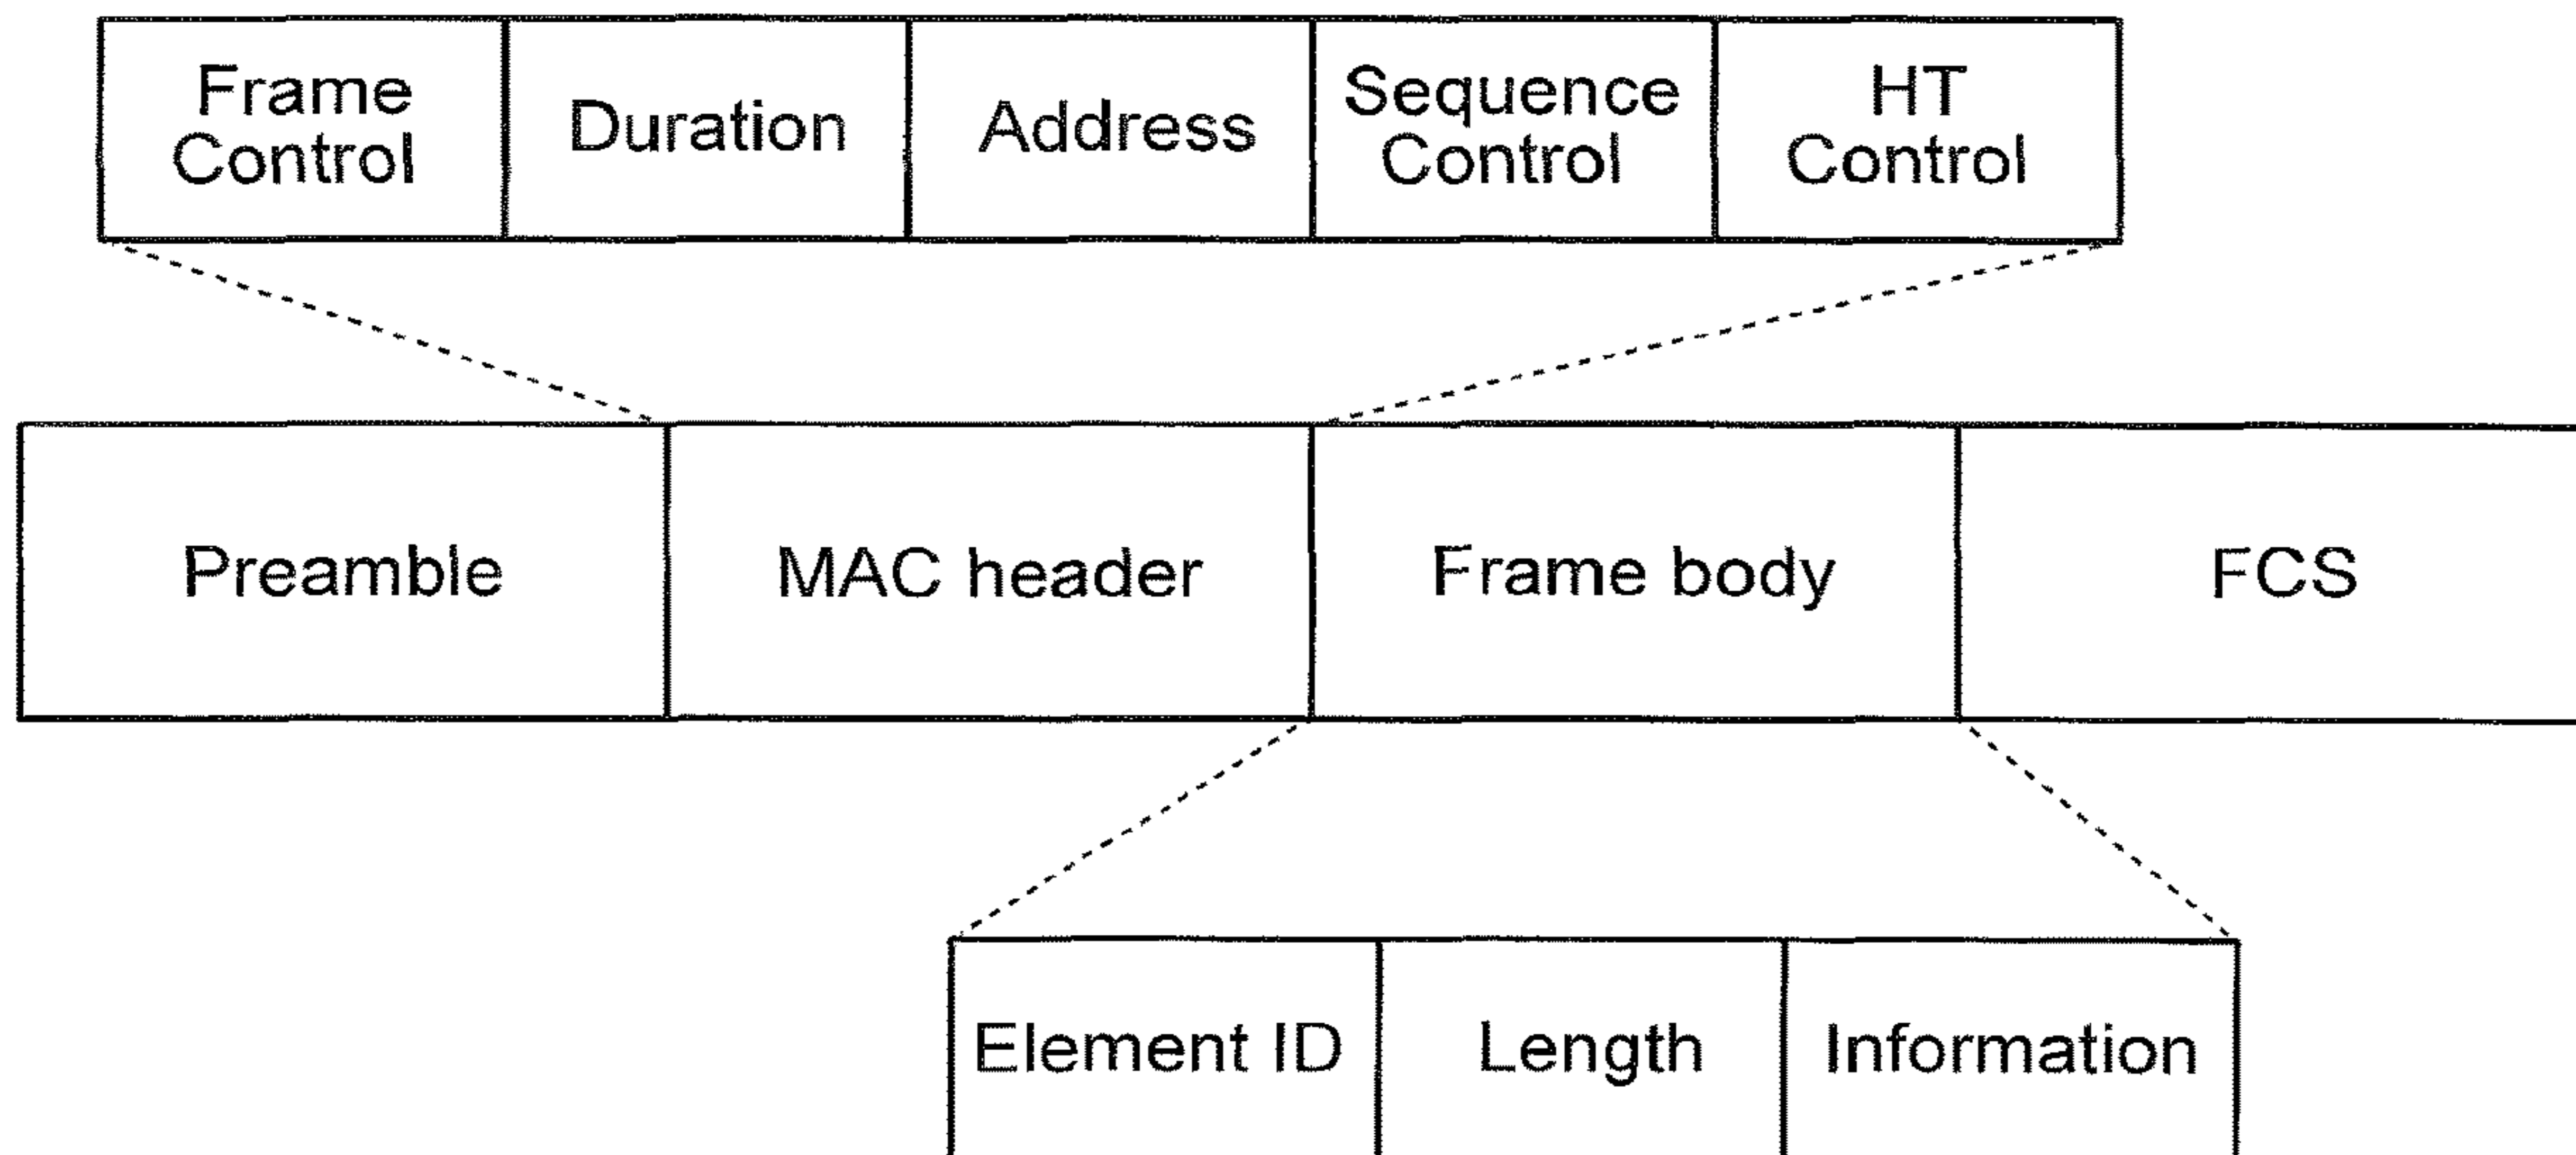 Frame
Control
Duration
Address
Sequence
Control
HT
Control
Preamble
MAC header
Frame body
FCS
Element ID
Length
Information